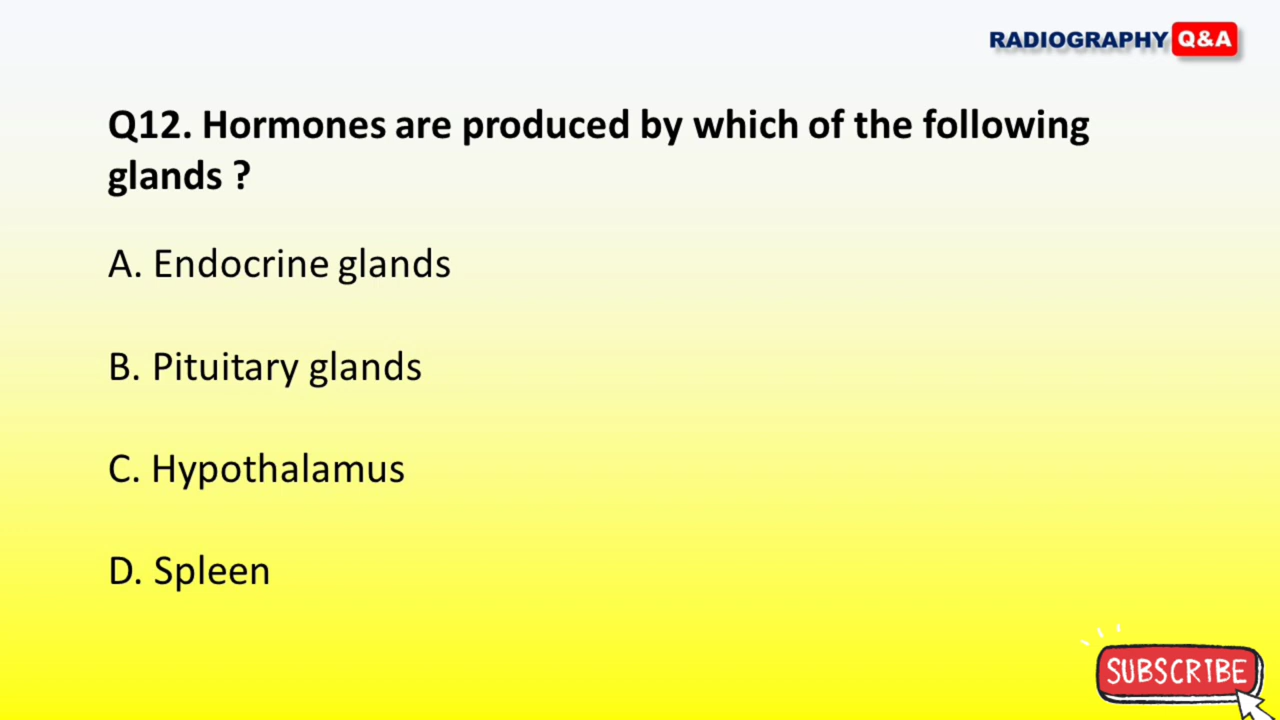 RADIOGRAPHY Q&A
Q12. Hormones are produced by which of the following
glands ?
A. Endocrine glands
B. Pituitary glands
C. Hypothalamus
D. Spleen
SUBSCRIBE